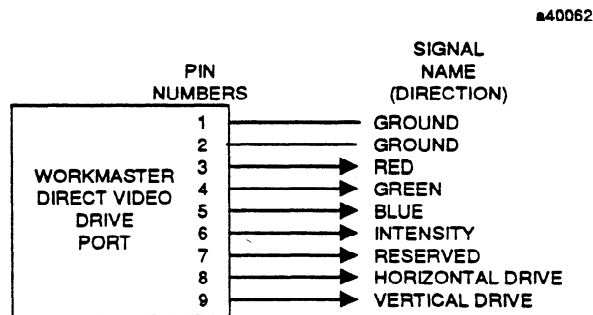 a40062
SIGNAL
PIN NAME
NUMBERS (DIRECTION)
1 GROUND
2 GROUND
WORKMASTER 3 RED
DIRECT VIDEO 4 GREEN
DRIVE 5 BLUE
PORT 6 INTENSITY
7 RESERVED
8 HORIZONTAL DRIVE
9 VERTICAL DRIVE